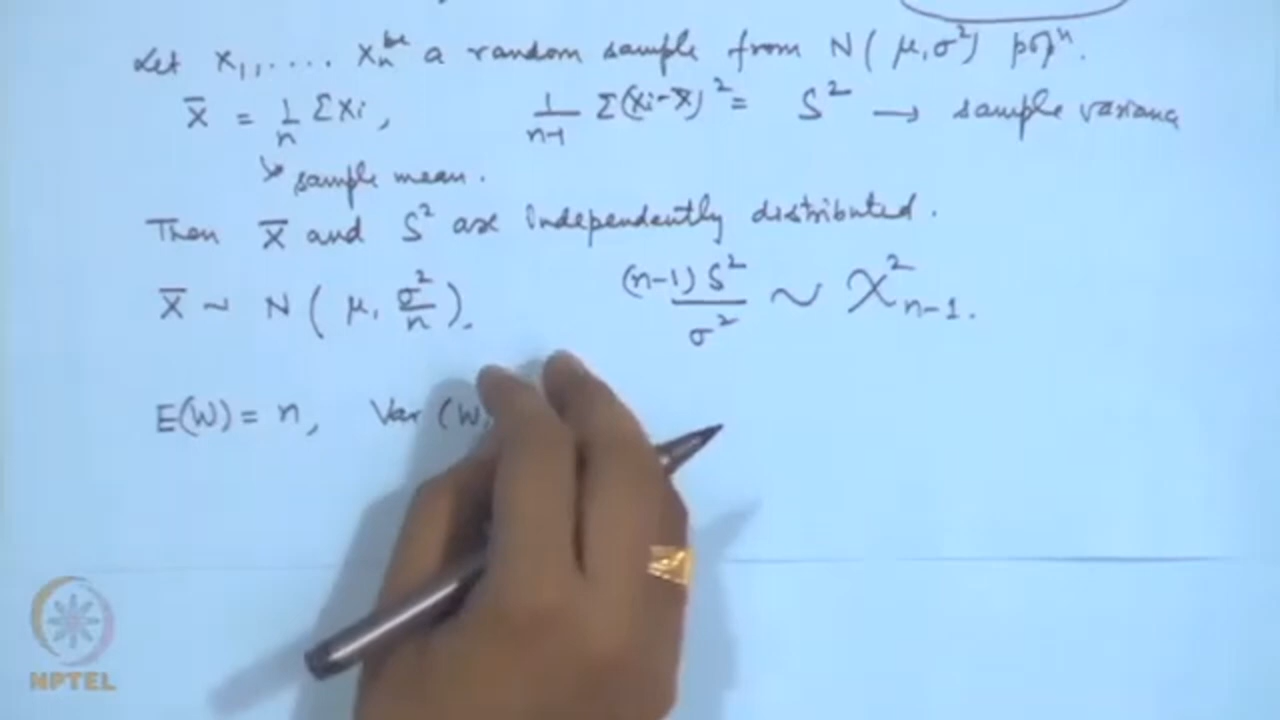 Let X₁, .... Xₙ be a random sample from N(μ, σ²) popⁿ.
X̄ = 1/n ΣXi, 1/(n-1) Σ(Xi-X̄)² = S² → sample variance
↘ sample mean.
Then X̄ and S² are independently distributed.
X̄ ~ N(μ, σ²/n). (n-1)S²/σ² ~ χ²ₙ₋₁.
E(W) = n, Var (W)
NPTEL